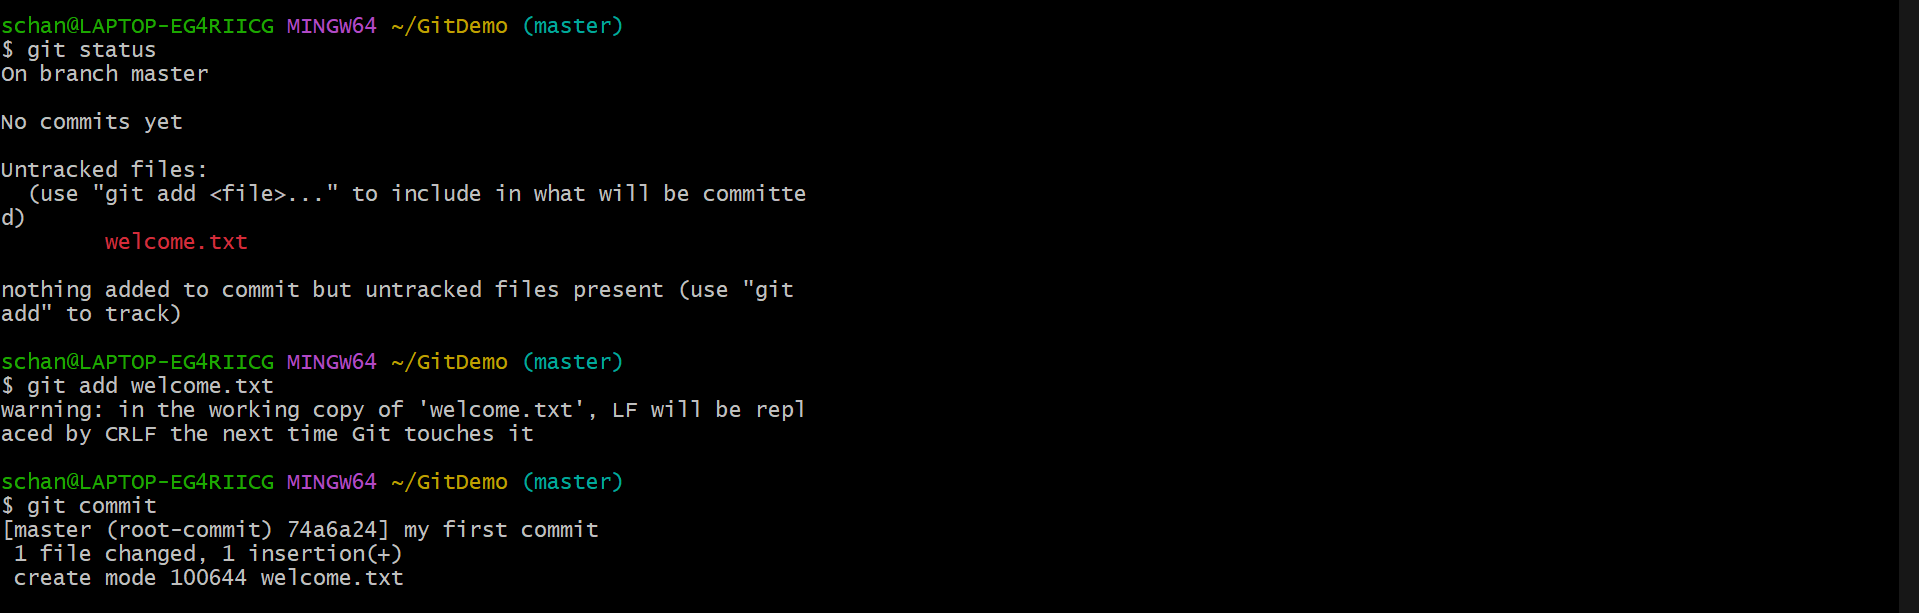 schan@LAPTOP-EG4RIICG MINGW64 ~/GitDemo (master)
$ git status
On branch master
No commits yet
Untracked files:
  (use "git add <file>..." to include in what will be committe
d)
        welcome.txt
nothing added to commit but untracked files present (use "git
add" to track)
schan@LAPTOP-EG4RIICG MINGW64 ~/GitDemo (master)
$ git add welcome.txt
warning: in the working copy of 'welcome.txt', LF will be repl
aced by CRLF the next time Git touches it
schan@LAPTOP-EG4RIICG MINGW64 ~/GitDemo (master)
$ git commit
[master (root-commit) 74a6a24] my first commit
 1 file changed, 1 insertion(+)
 create mode 100644 welcome.txt